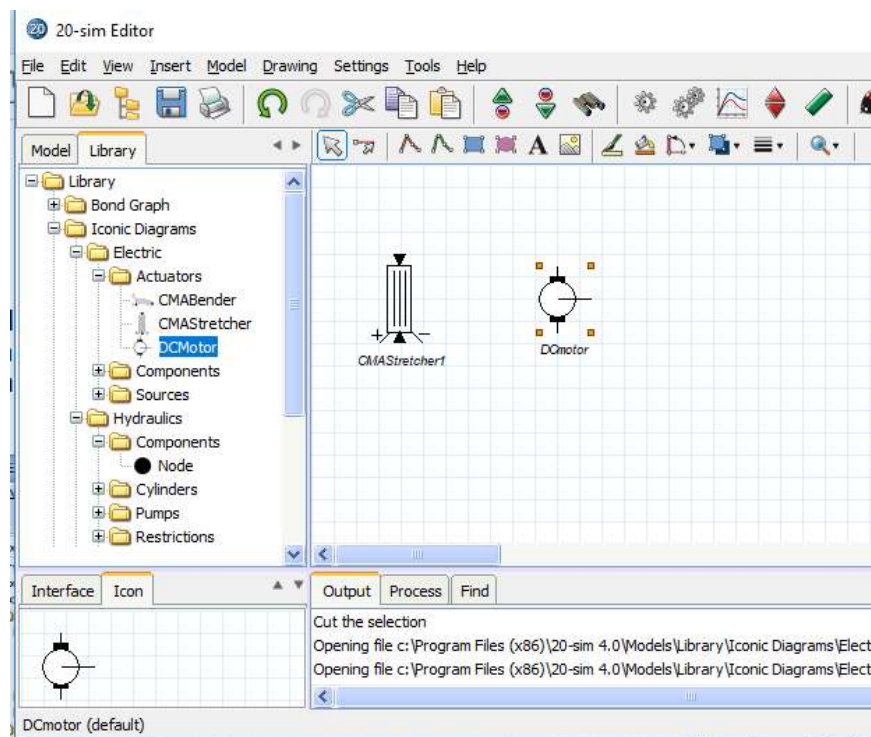 20-sim Editor
File Edit View Insert Model Drawing Settings Tools Help
Model Library
Library
Bond Graph
Iconic Diagrams
Electric
Actuators
CMABender
CMAStretcher
DCMotor
Components
Sources
Hydraulics
Components
Node
Cylinders
Pumps
Restrictions
A
+ −
CMAStretcher1
DCmotor
Interface Icon
Output Process Find
Cut the selection
Opening file c:\Program Files (x86)\20-sim 4.0\Models\Library\Iconic Diagrams\Elect
Opening file c:\Program Files (x86)\20-sim 4.0\Models\Library\Iconic Diagrams\Elect
DCmotor (default)